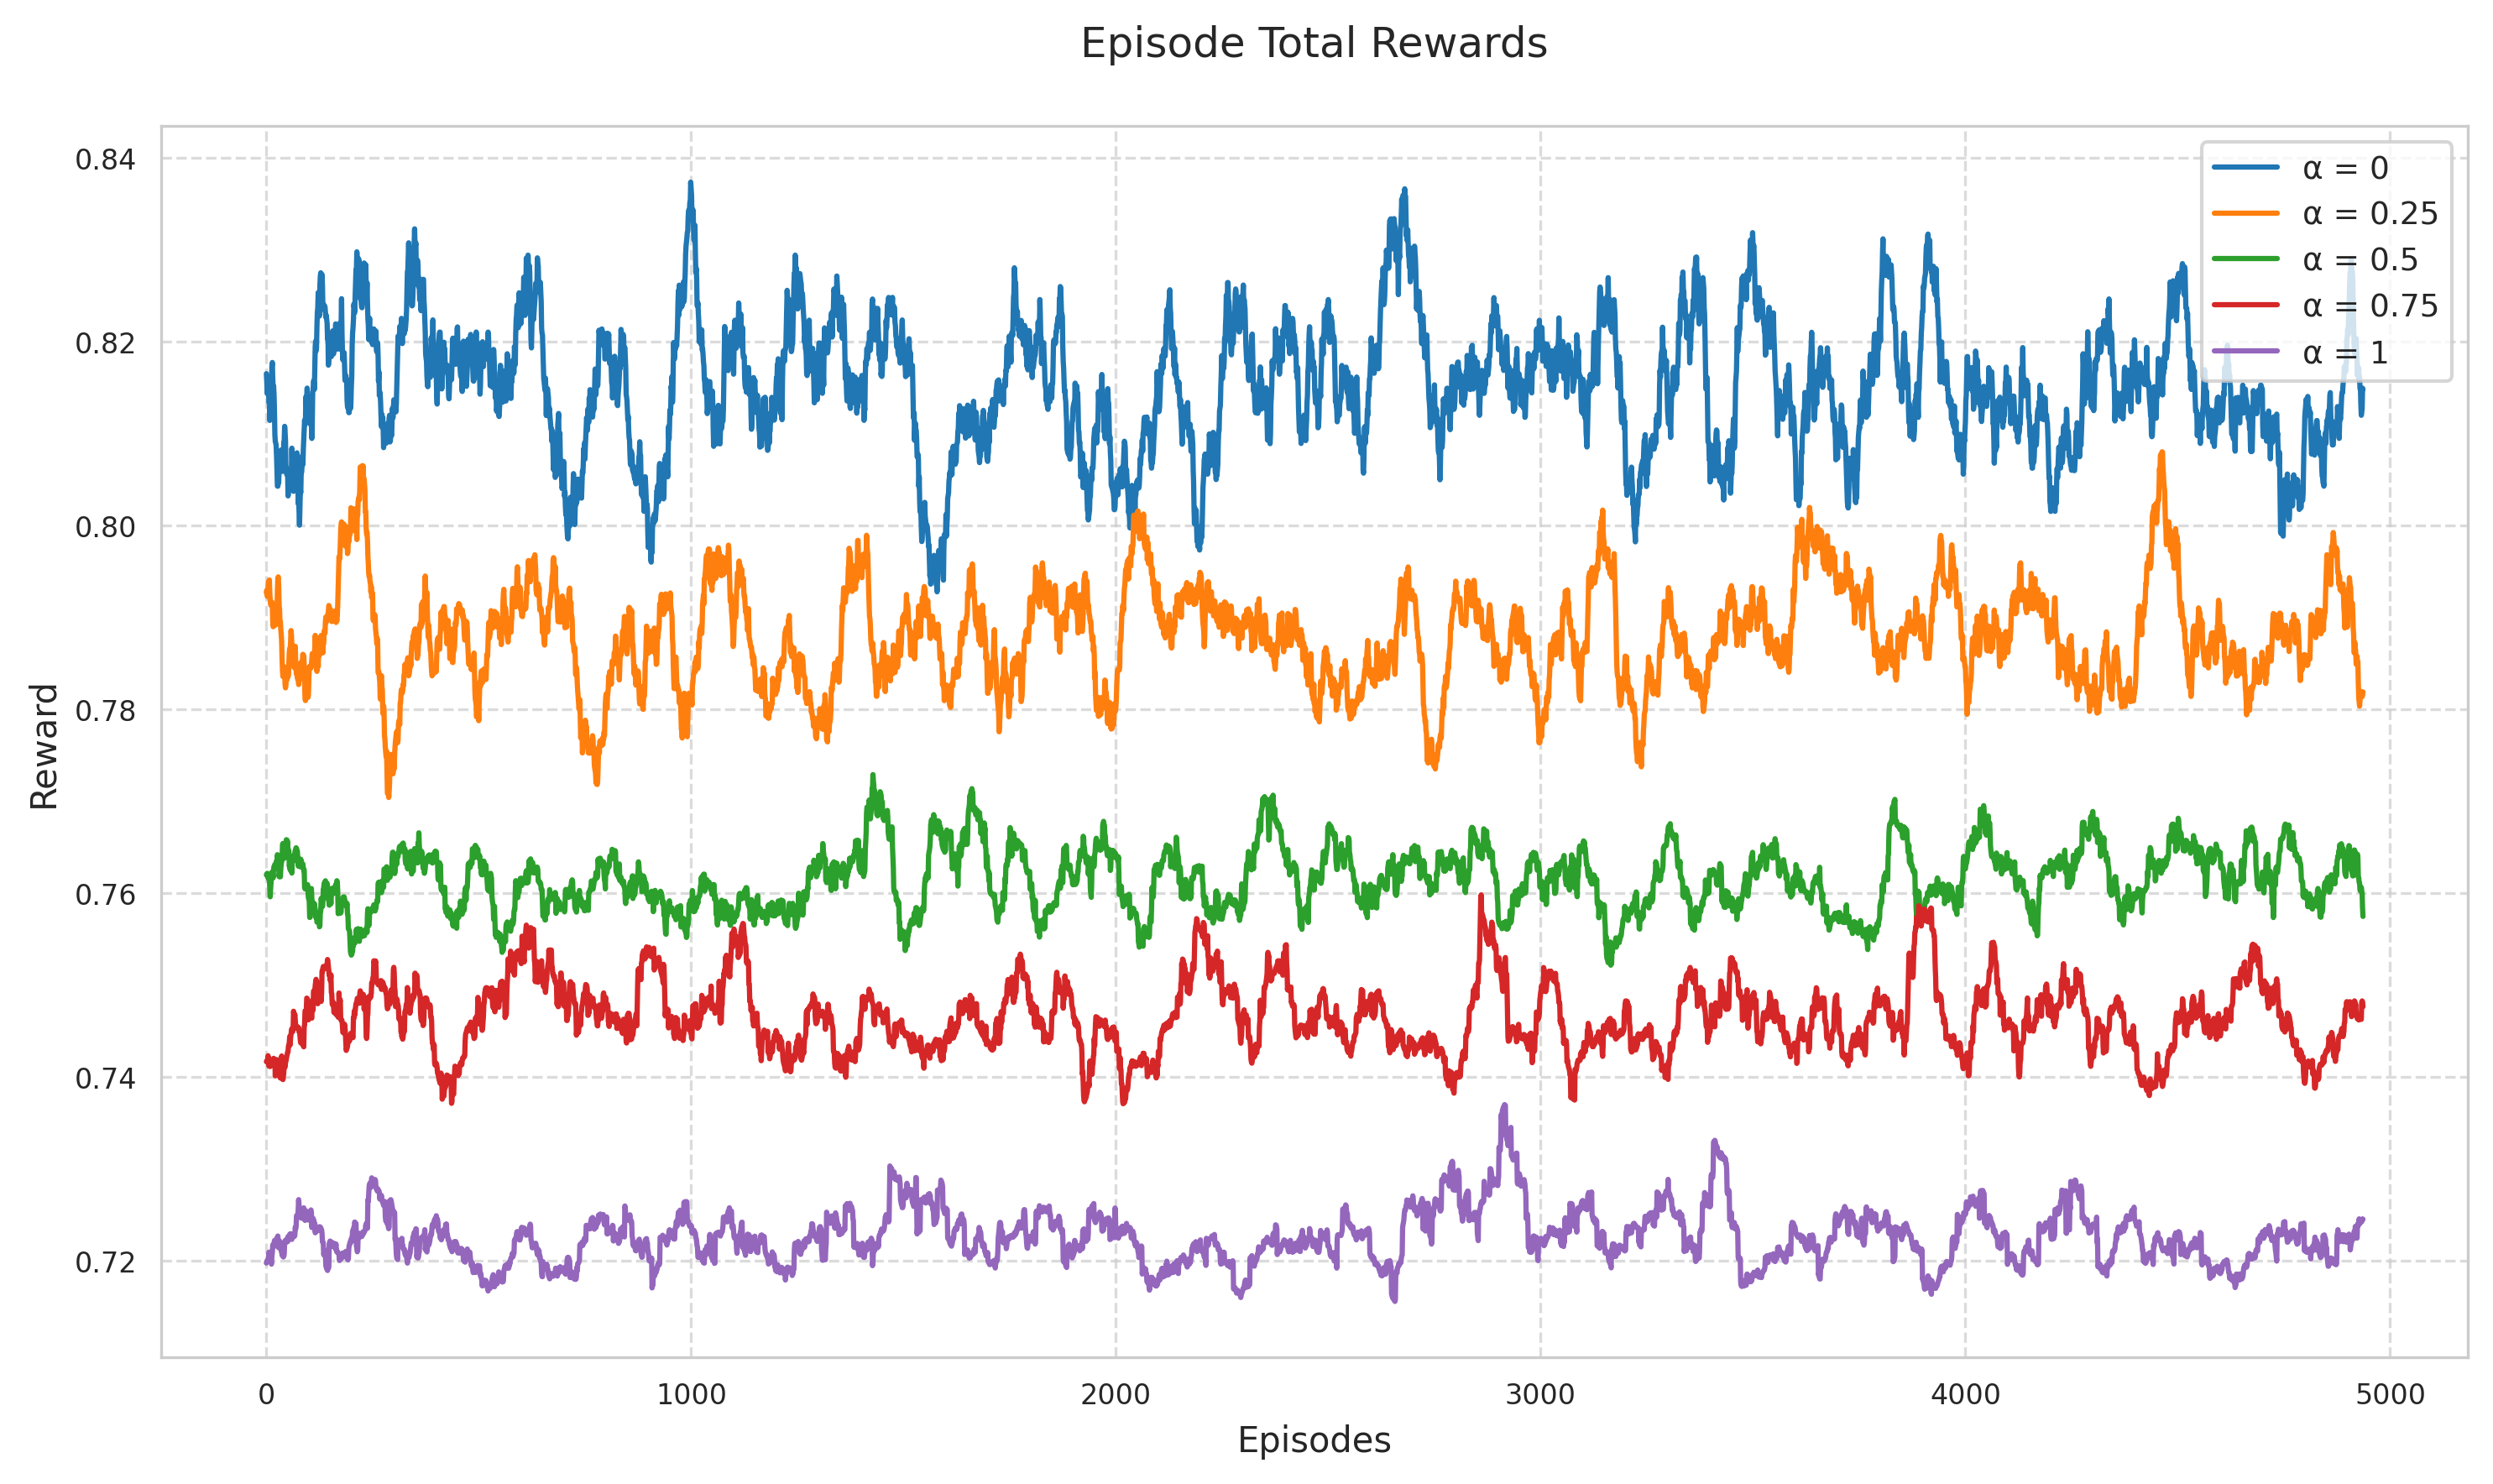 Episode Total Rewards
0.84
0.82
0.80
0.78
0.76
0.74
0.72
Reward
α = 0
α = 0.25
α = 0.5
α = 0.75
α = 1
0
1000
2000
3000
4000
5000
Episodes